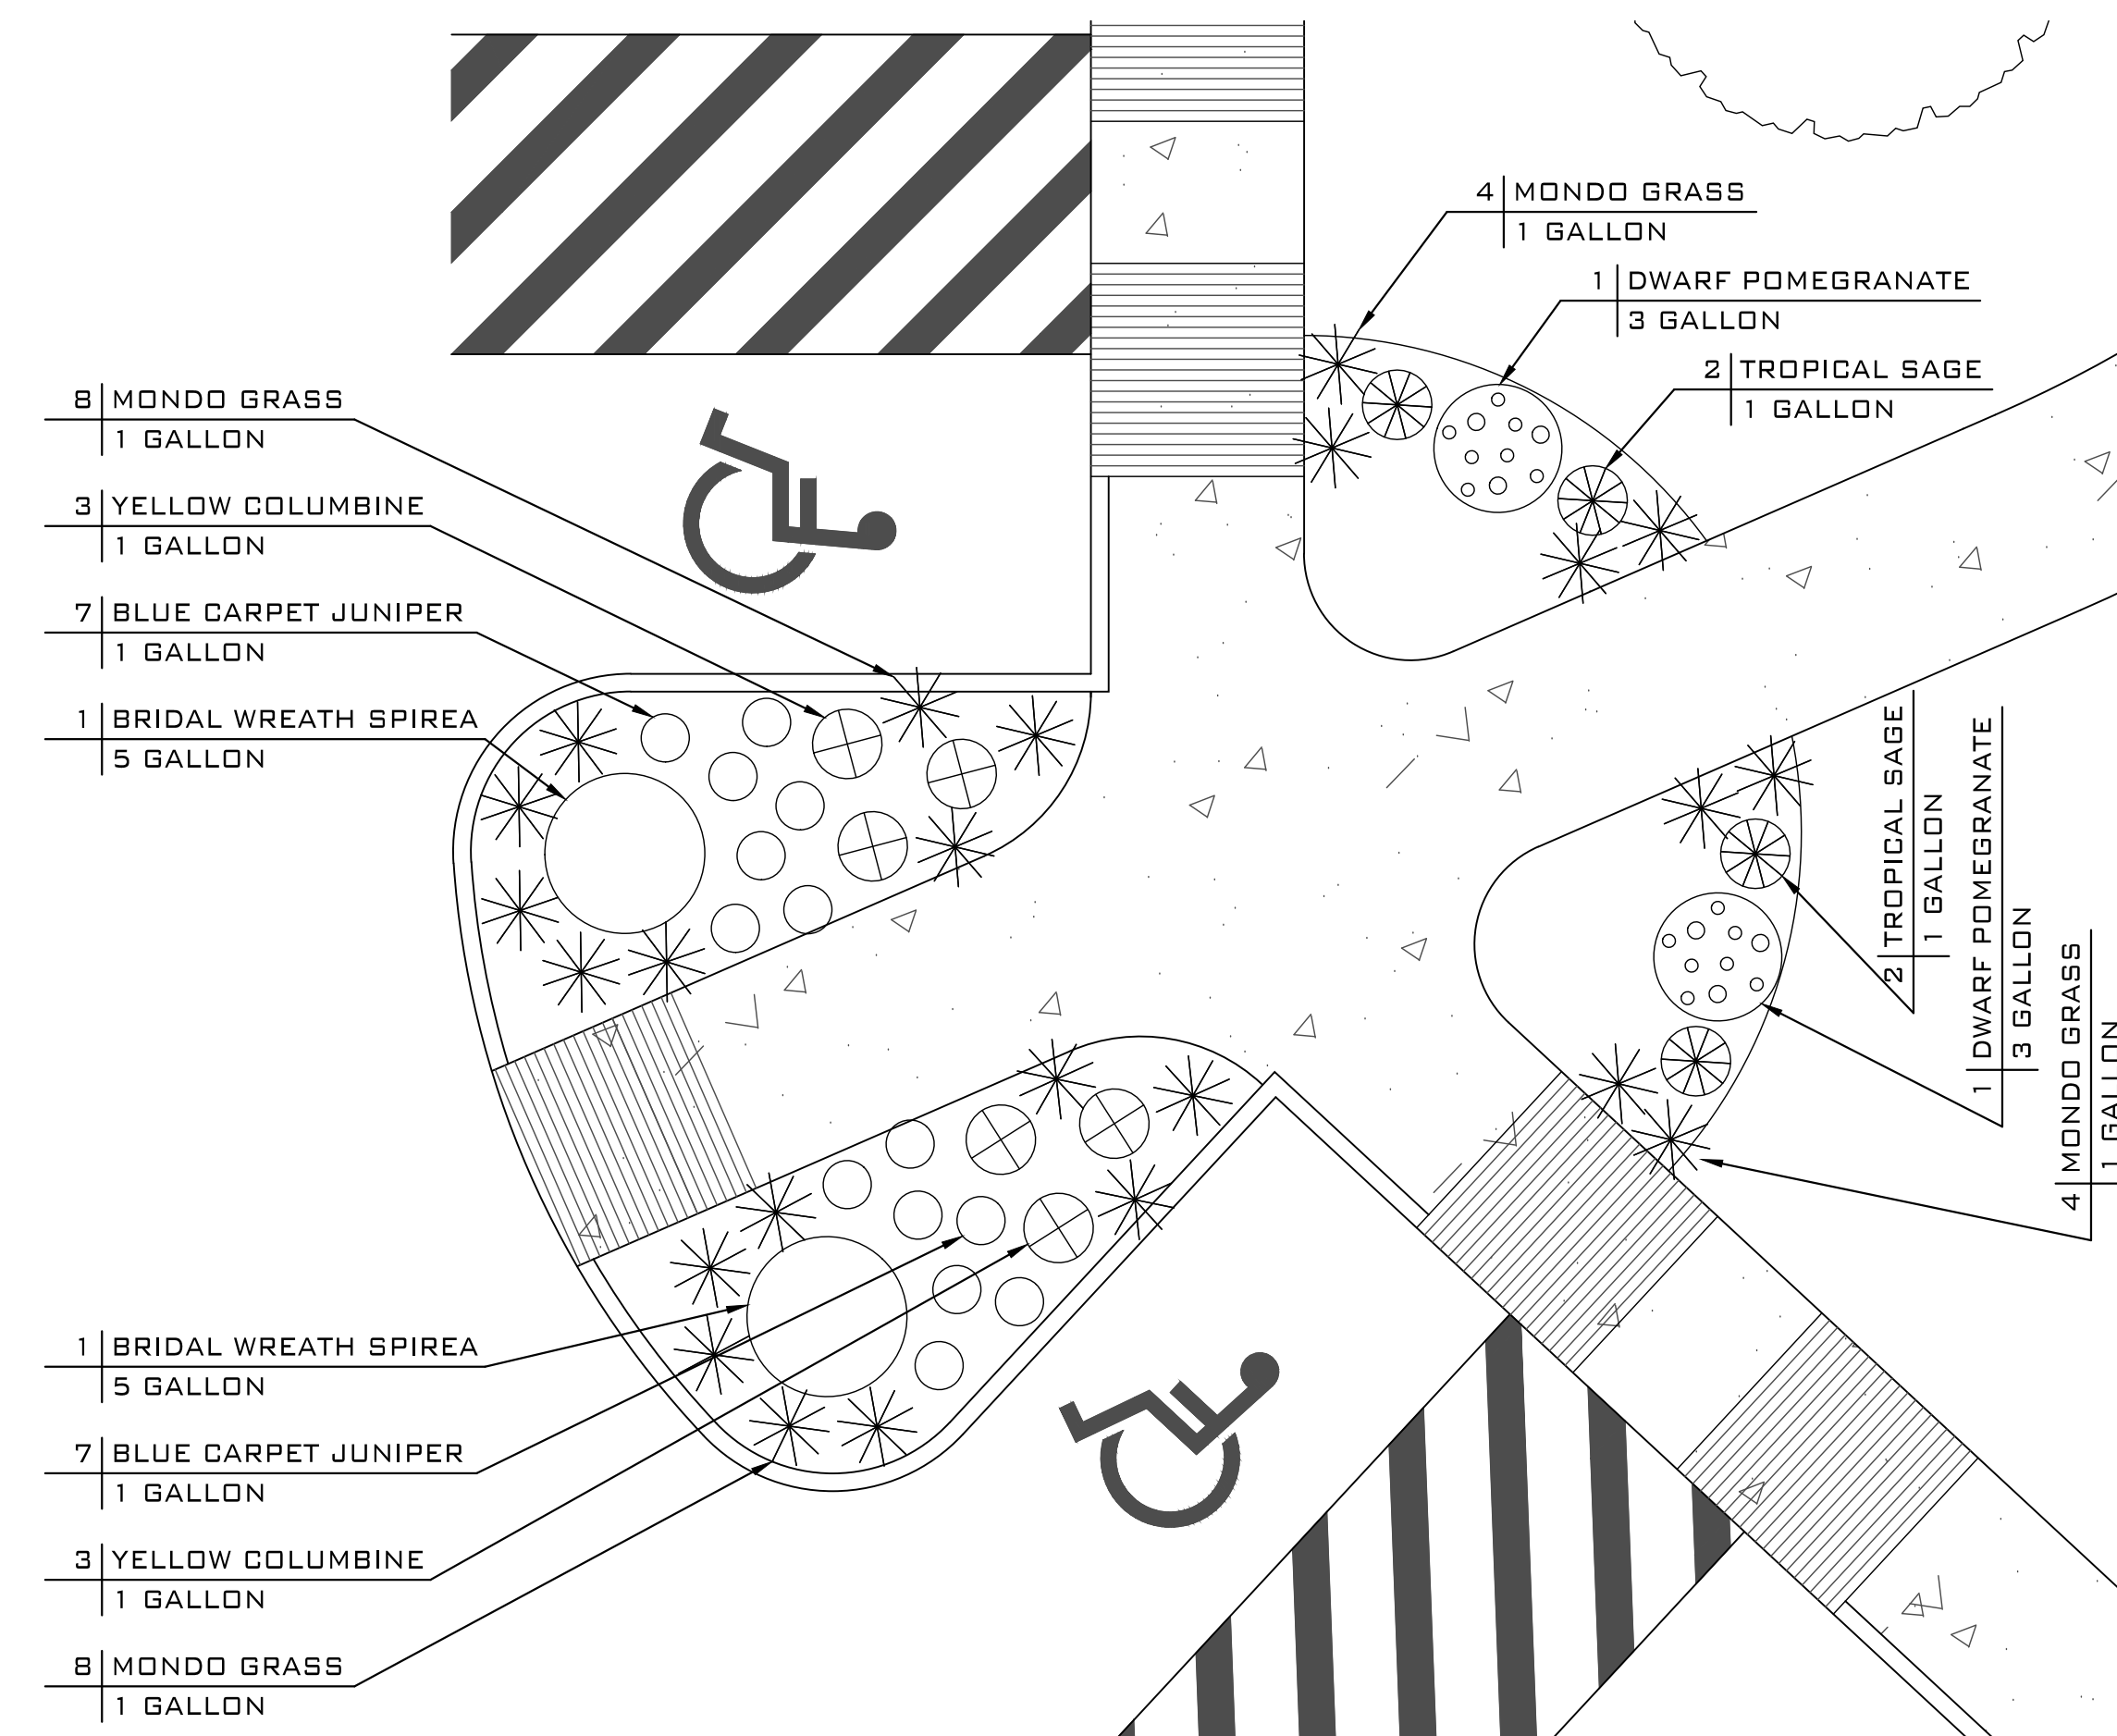 4 MONDO GRASS
1 GALLON
1 DWARF POMEGRANATE
3 GALLON
2 TROPICAL SAGE
1 GALLON
8 MONDO GRASS
1 GALLON
3 YELLOW COLUMBINE
1 GALLON
7 BLUE CARPET JUNIPER
1 GALLON
1 BRIDAL WREATH SPIREA
5 GALLON
2 TROPICAL SAGE
1 GALLON
1 DWARF POMEGRANATE
3 GALLON
4 MONDO GRASS
1 GALLON
1 BRIDAL WREATH SPIREA
5 GALLON
7 BLUE CARPET JUNIPER
1 GALLON
3 YELLOW COLUMBINE
1 GALLON
8 MONDO GRASS
1 GALLON